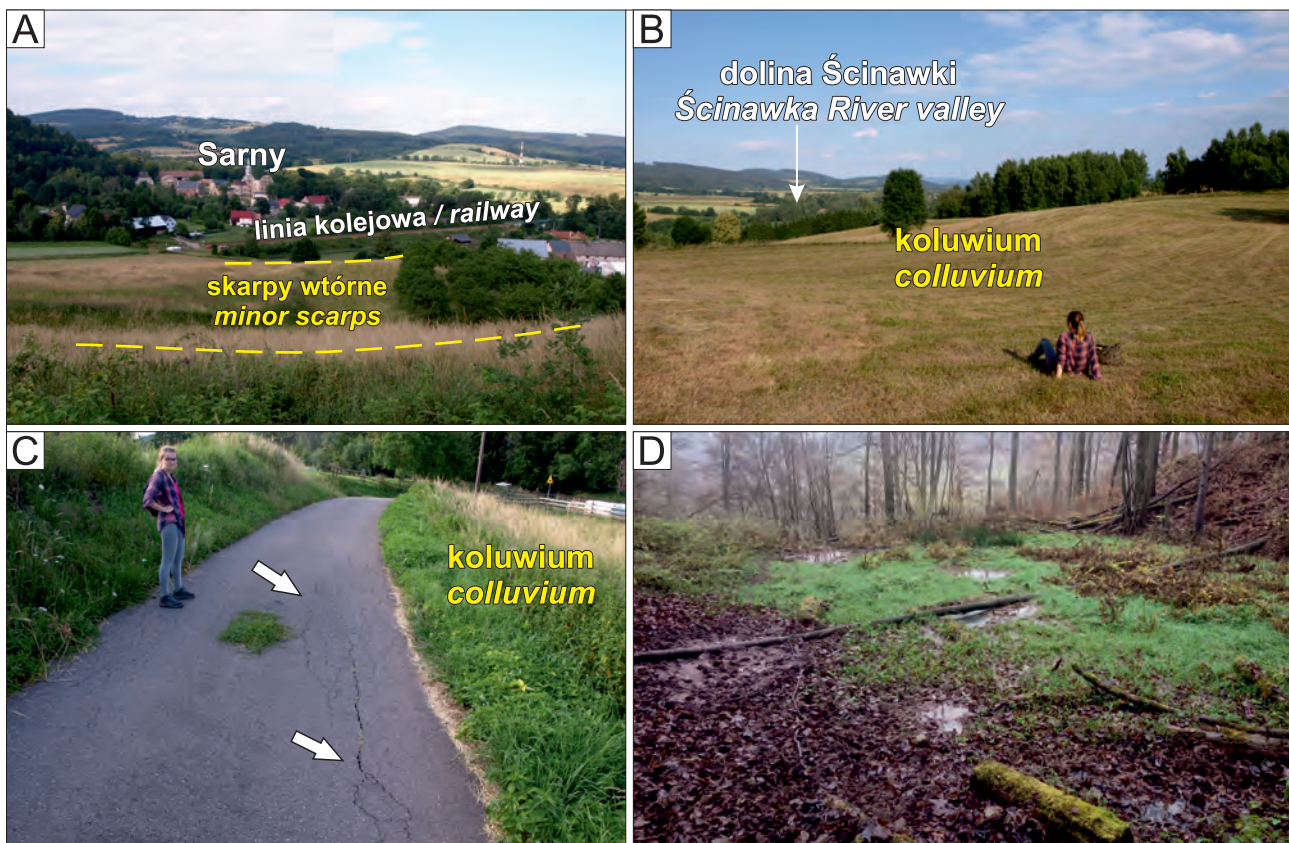 A
Sarny
linia kolejowa / railway
skarpy wtórne
minor scarps
B
dolina Ścinawki
Ścinawka River valley
koluwium
colluvium
C
koluwium
colluvium
D